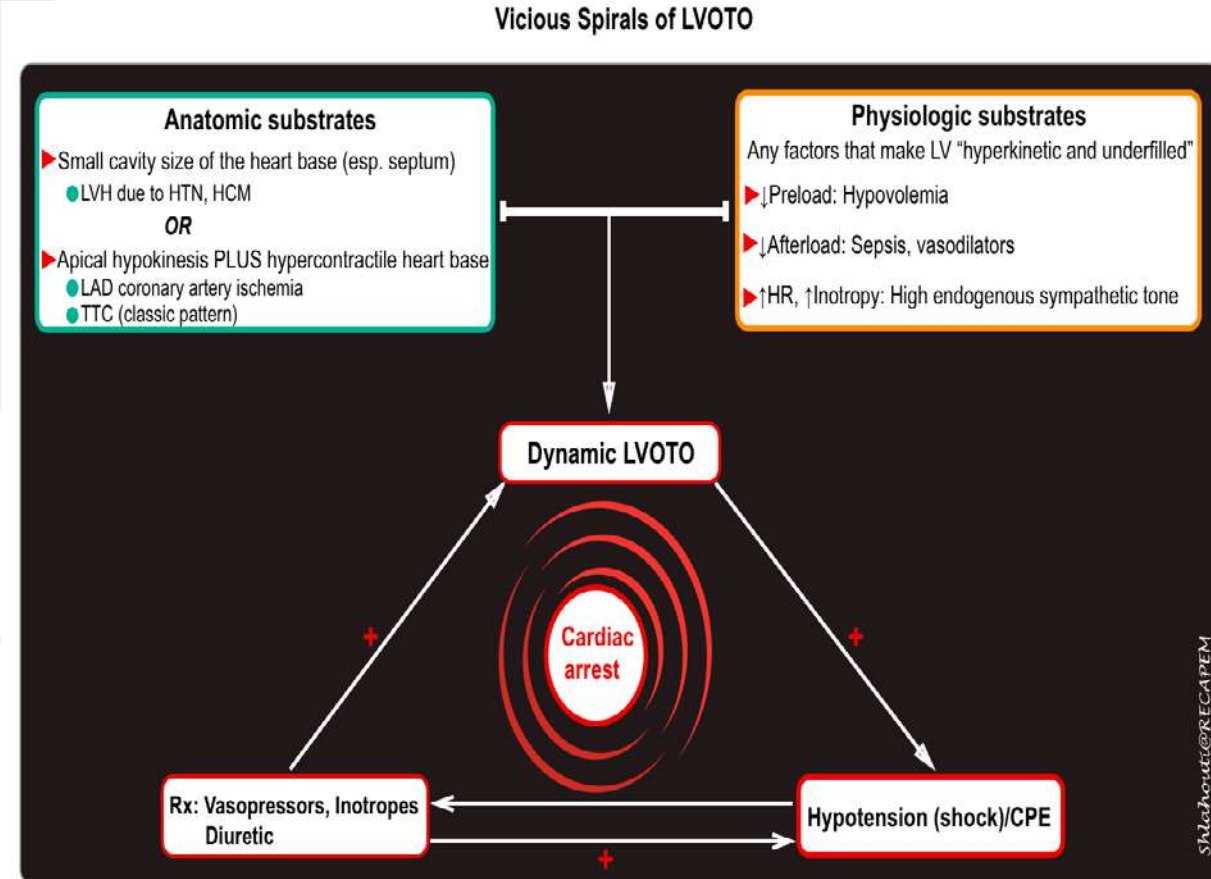 Vicious Spirals of LVOTO
Anatomic substrates
Small cavity size of the heart base (esp. septum)
LVH due to HTN, HCM
OR
Apical hypokinesis PLUS hypercontractile heart base
LAD coronary artery ischemia
TTC (classic pattern)
Physiologic substrates
Any factors that make LV “hyperkinetic and underfilled”
↓Preload: Hypovolemia
↓Afterload: Sepsis, vasodilators
↑HR, ↑Inotropy: High endogenous sympathetic tone
Dynamic LVOTO
+
+
Cardiac
arrest
Rx: Vasopressors, Inotropes
Diuretic
Hypotension (shock)/CPE
+
Shlahouti@RECAPEM